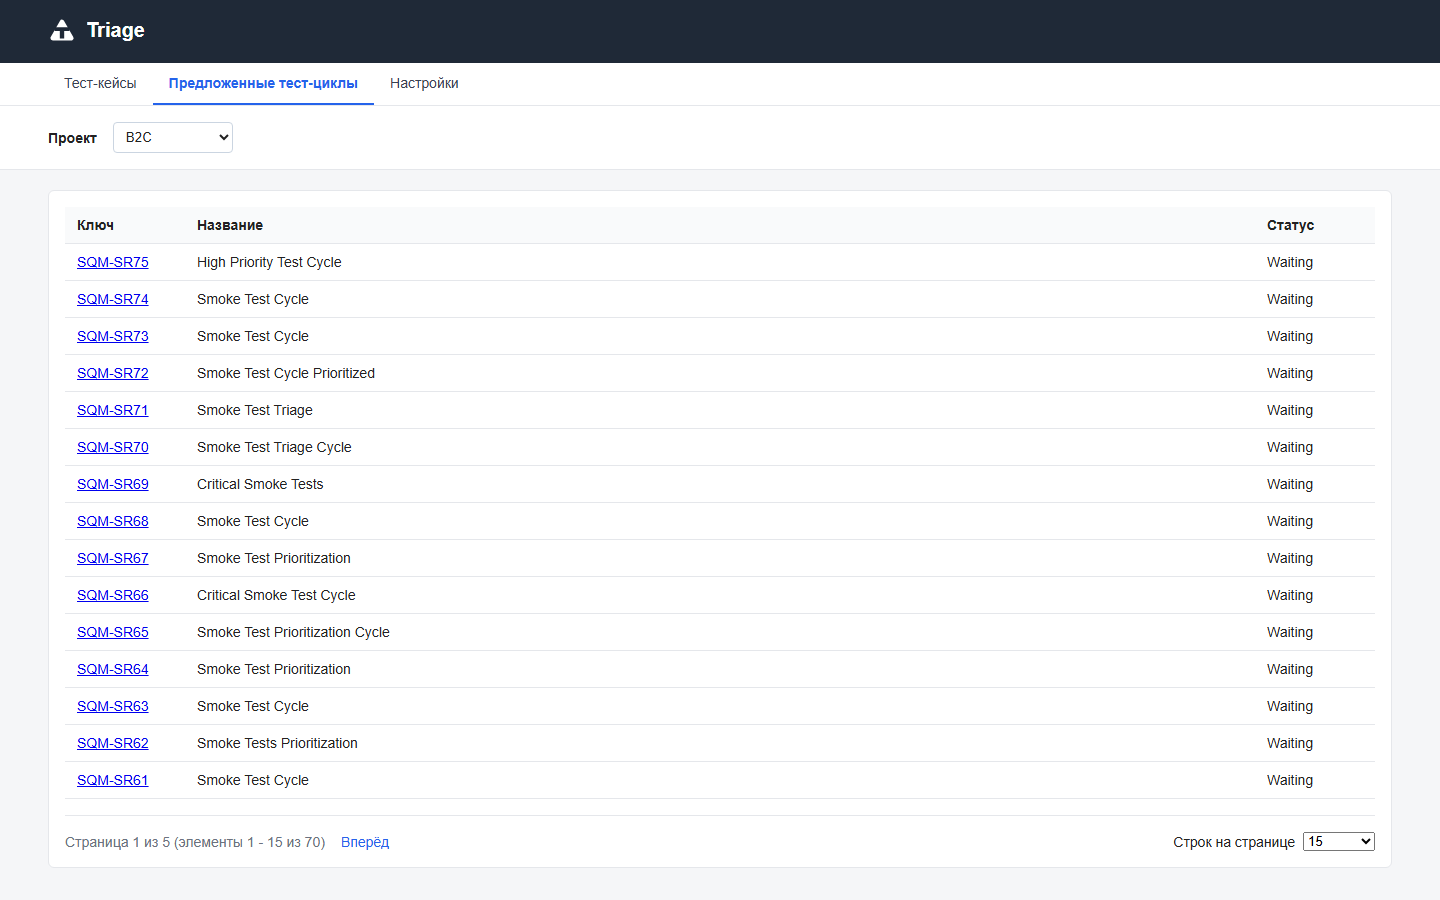 Triage
Тест-кейсы Предложенные тест-циклы Настройки
Проект B2C
Ключ Название Статус
SQM-SR75 High Priority Test Cycle Waiting
SQM-SR74 Smoke Test Cycle Waiting
SQM-SR73 Smoke Test Cycle Waiting
SQM-SR72 Smoke Test Cycle Prioritized Waiting
SQM-SR71 Smoke Test Triage Waiting
SQM-SR70 Smoke Test Triage Cycle Waiting
SQM-SR69 Critical Smoke Tests Waiting
SQM-SR68 Smoke Test Cycle Waiting
SQM-SR67 Smoke Test Prioritization Waiting
SQM-SR66 Critical Smoke Test Cycle Waiting
SQM-SR65 Smoke Test Prioritization Cycle Waiting
SQM-SR64 Smoke Test Prioritization Waiting
SQM-SR63 Smoke Test Cycle Waiting
SQM-SR62 Smoke Tests Prioritization Waiting
SQM-SR61 Smoke Test Cycle Waiting
Страница 1 из 5 (элементы 1 - 15 из 70) Вперёд Строк на странице 15